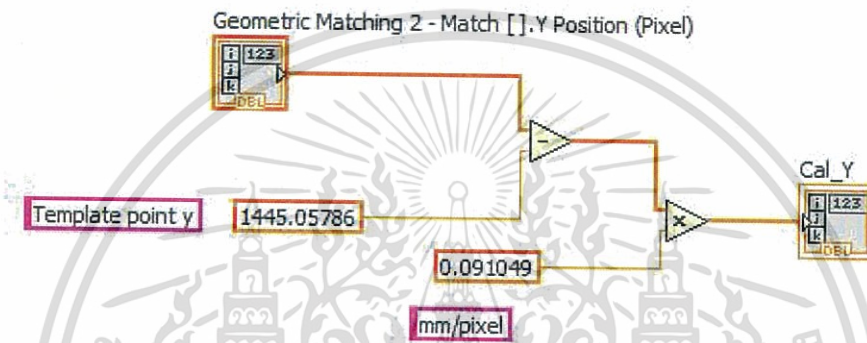 Geometric Matching 2 - Match [].Y Position (Pixel)
i 123
j
k
DBL
Cal_Y
i 123
j
k
DBL
Template point y
1445.05786
0.091049
mm/pixel